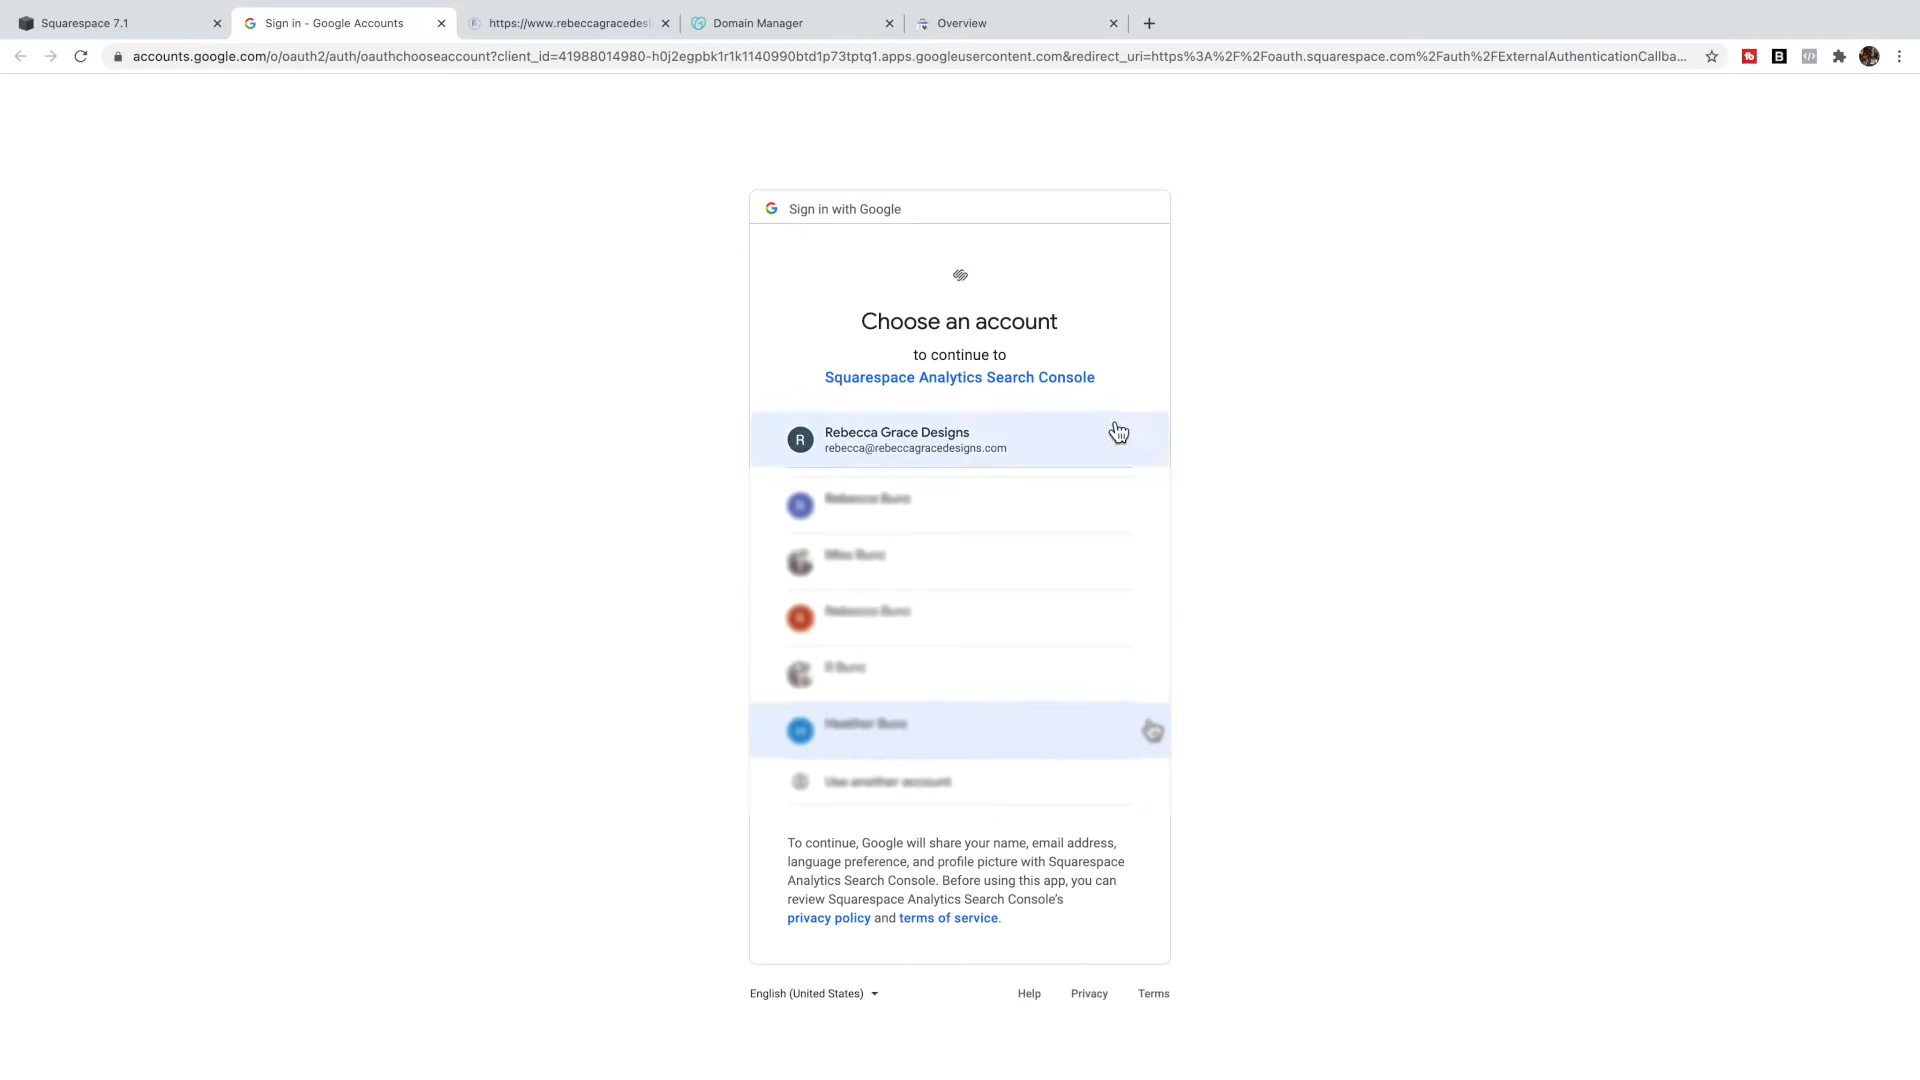 Squarespace 7.1
Sign in - Google Accounts
https://www.rebeccagracedesi
Domain Manager
Overview
accounts.google.com/o/oauth2/auth/oauthchooseaccount?client_id=41988014980-h0j2egpbk1r1k1140990btd1p73tptq1.apps.googleusercontent.com&redirect_uri=https%3A%2F%2Foauth.squarespace.com%2Fauth%2FExternalAuthenticationCallba...
Sign in with Google
Choose an account
to continue to
Squarespace Analytics Search Console
R
Rebecca Grace Designs
rebecca@rebeccagracedesigns.com
Use another account
To continue, Google will share your name, email address,
language preference, and profile picture with Squarespace
Analytics Search Console. Before using this app, you can
review Squarespace Analytics Search Console's
privacy policy and terms of service.
English (United States)
Help
Privacy
Terms